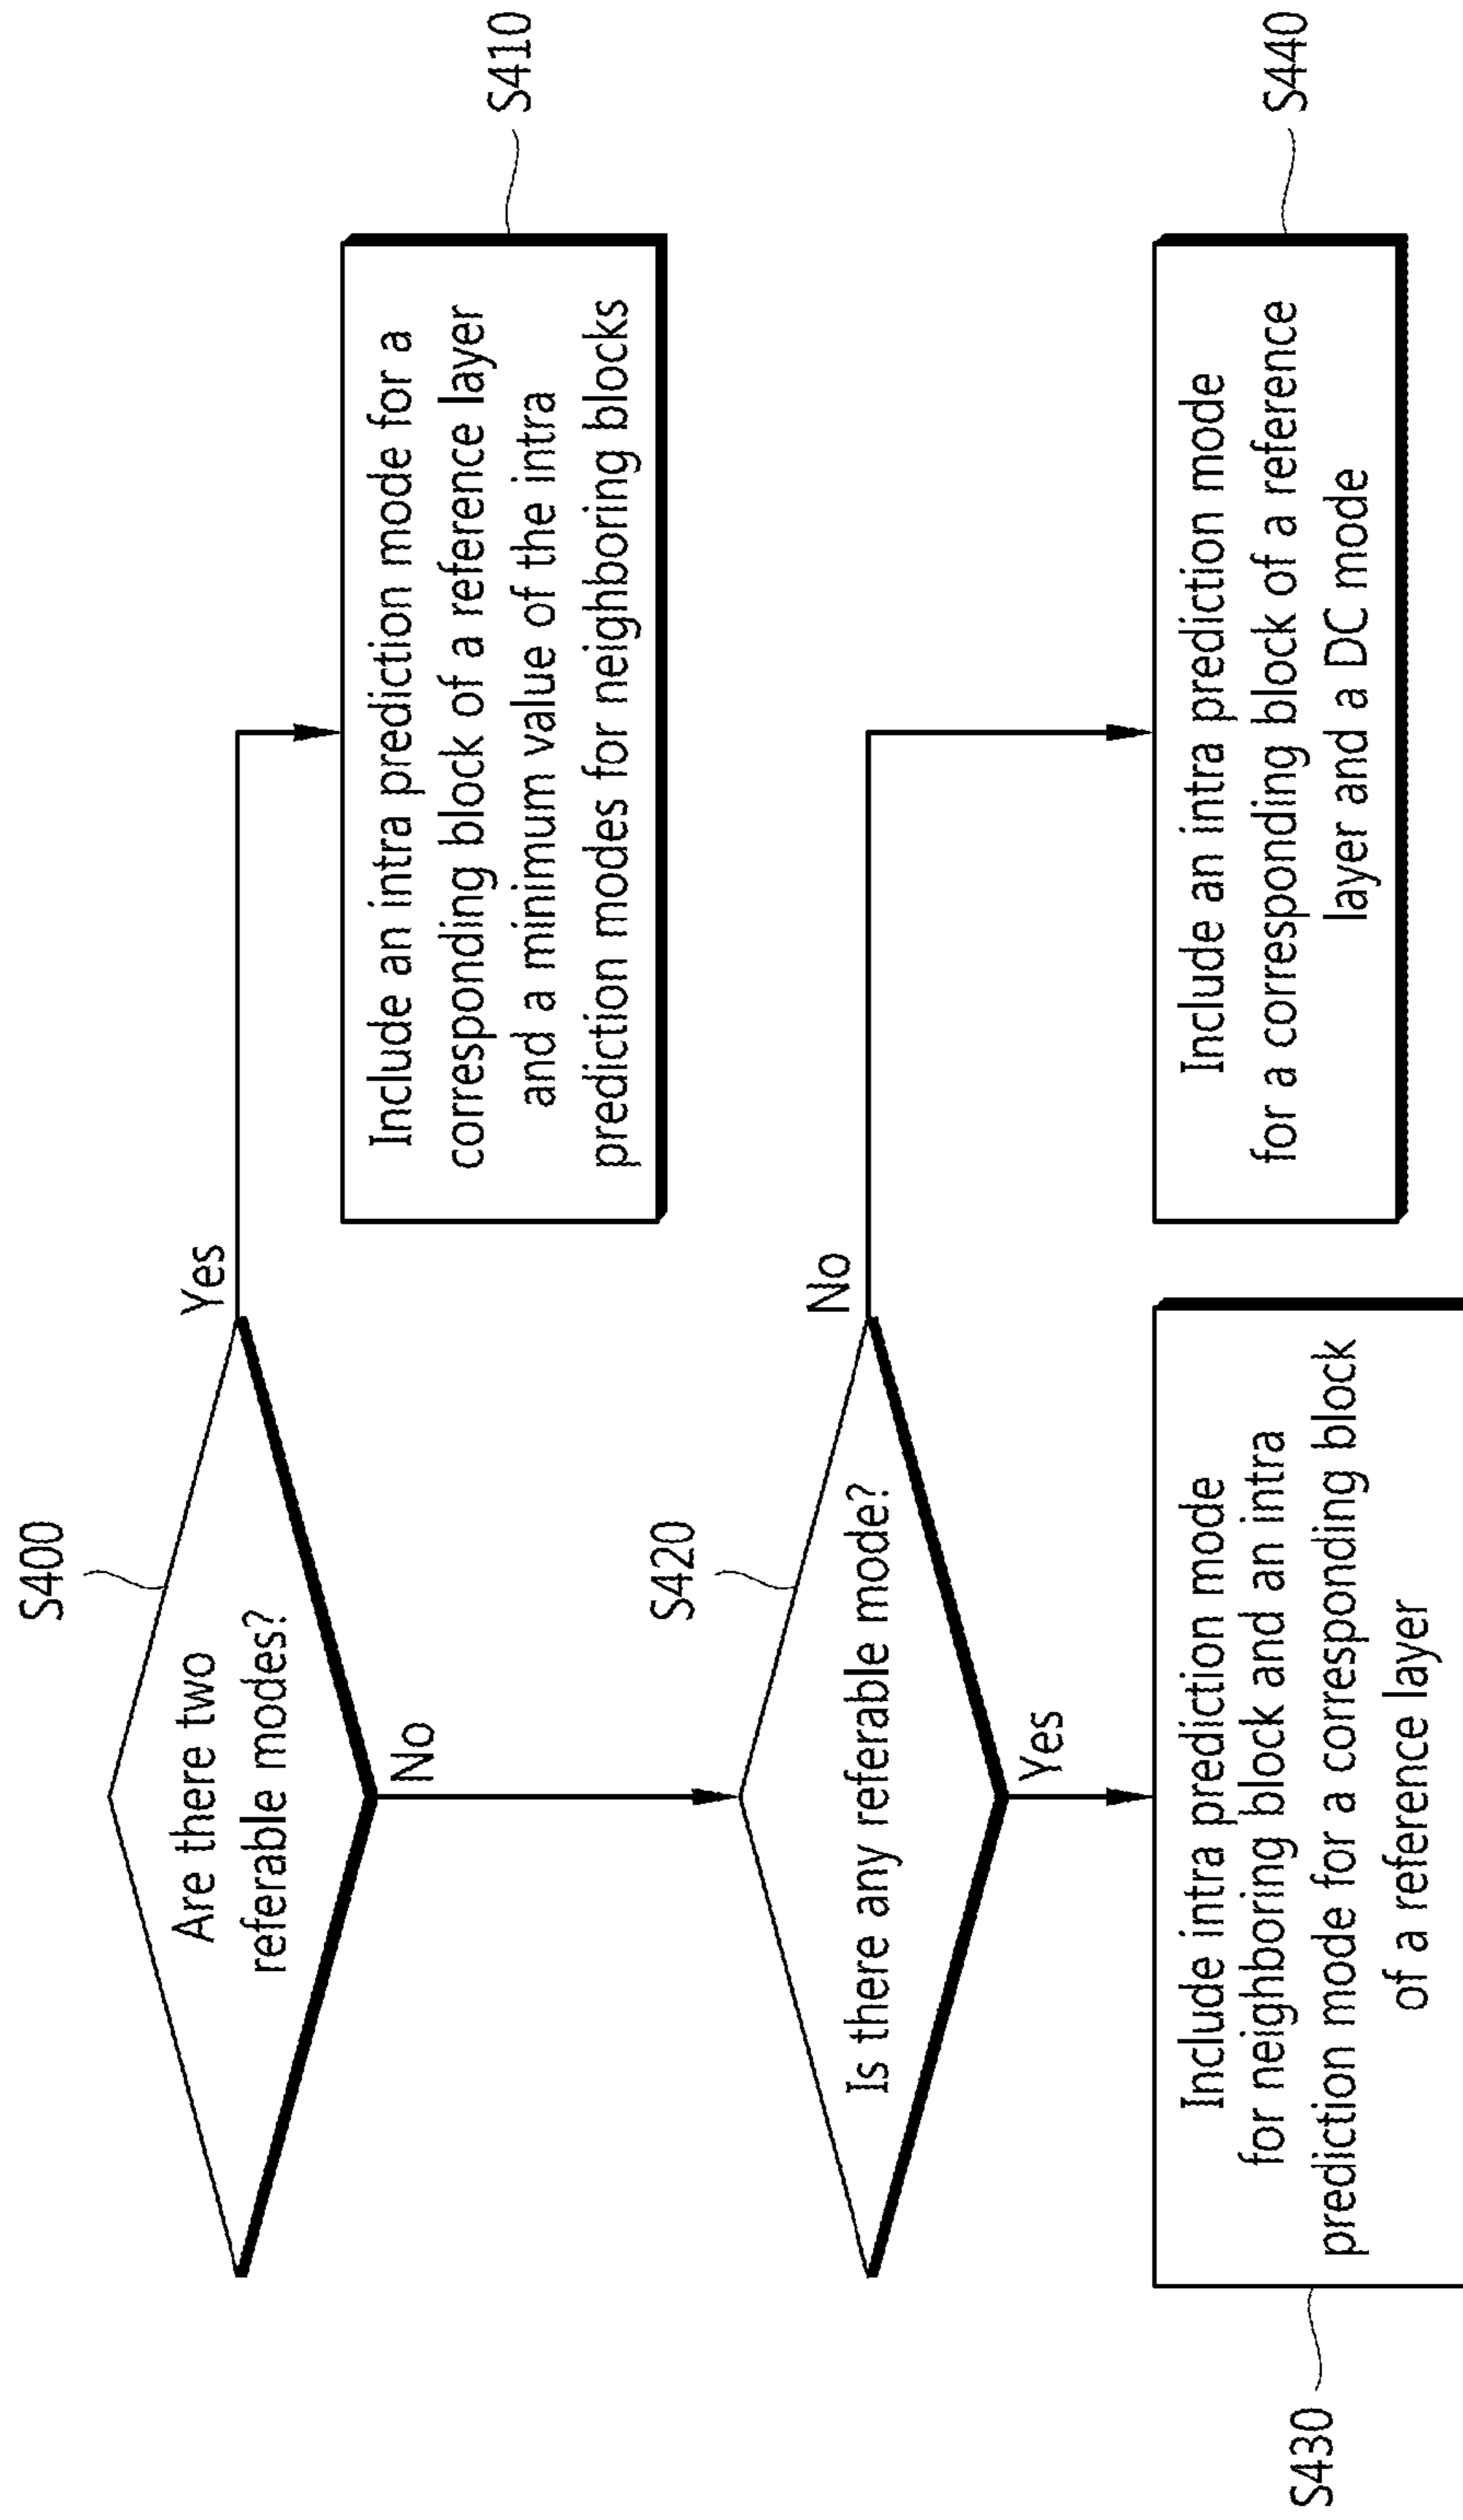 S400
Are there two
referable modes?
Yes
No
Include an intra prediction mode for a
corresponding block of a reference layer
and a minimum value of the intra
prediction modes for neighboring blocks
S410
S420
Is there any referable mode?
No
Yes
S430
Include intra prediction mode
for neighboring block and an intra
prediction mode for a corresponding block
of a reference layer
Include an intra prediction mode
for a corresponding block of a reference
layer and a DC mode
S440